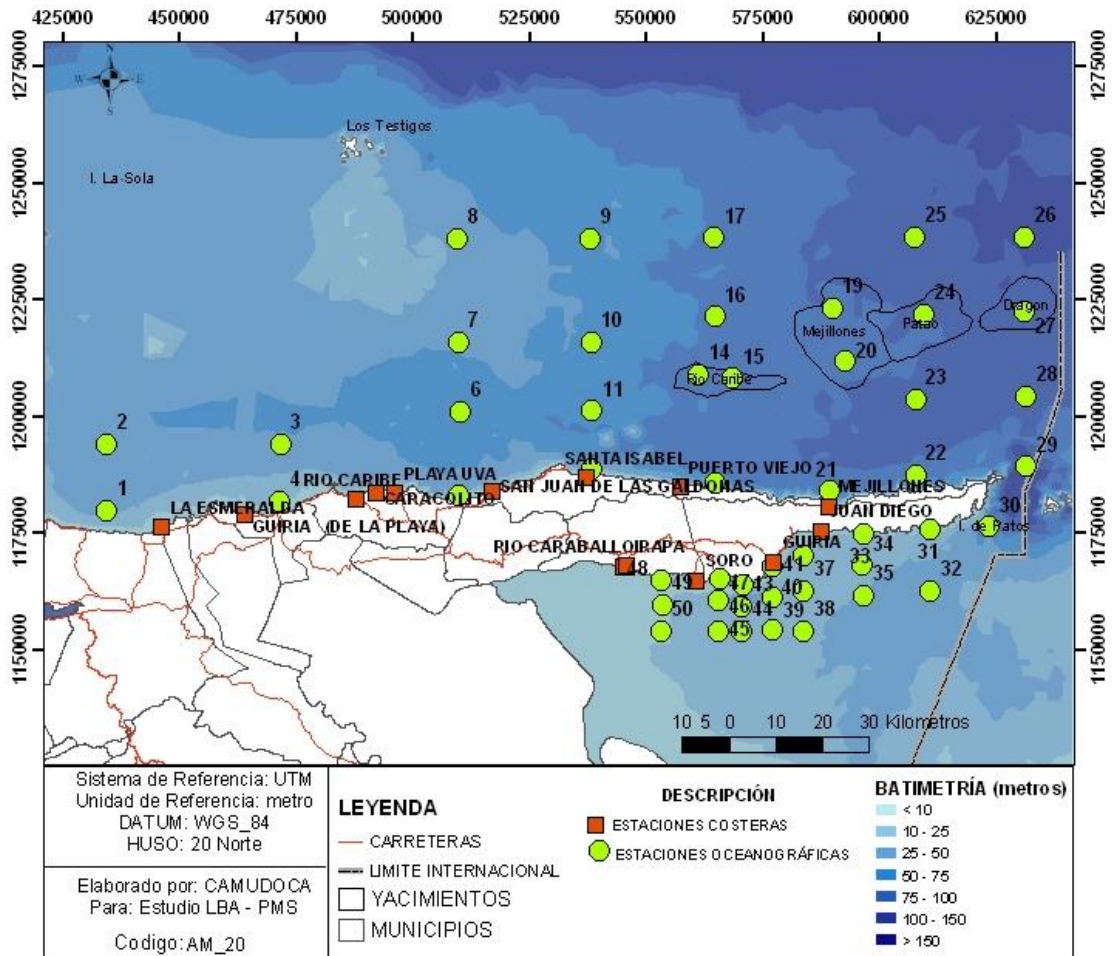 425000 450000 475000 500000 525000 550000 575000 600000 625000
1275000 1275000
N
W E
S
Los Testigos
I. La Sola
1250000 1250000
8 9 17 25 26
1225000 1225000
19 24 Dragon
7 10 16 Mejillones Patao 27
20
14 15
Rio Caribe
1200000 1200000
6 11 23 28
2 3 22 29
SANTA ISABEL
1 4 RIO CARIBE PLAYA UVA PUERTO VIEJO 21
LA ESMERALDA CARACOLITO SAN JUAN DE LAS GALDONAS MEJILLONES
GUIRIA (DE LA PLAYA) JUAN DIEGO 30
I. de Patos
1175000 1175000
RIO CARABALLO IRAPA SORO GUIRIA 34 31
48 41 33
49 47 43 40 37 35 32
50 46 44 39 38
45
1150000 1150000
10 5 0 10 20 30 Kilometros
Sistema de Referencia: UTM
Unidad de Referencia: metro
DATUM: WGS_84
HUSO: 20 Norte
Elaborado por: CAMUDOCA
Para: Estudio LBA - PMS
Codigo: AM_20
LEYENDA
CARRETERAS
LIMITE INTERNACIONAL
YACIMIENTOS
MUNICIPIOS
DESCRIPCIÓN
ESTACIONES COSTERAS
ESTACIONES OCEANOGRÁFICAS
BATIMETRÍA (metros)
< 10
10 - 25
25 - 50
50 - 75
75 - 100
100 - 150
> 150